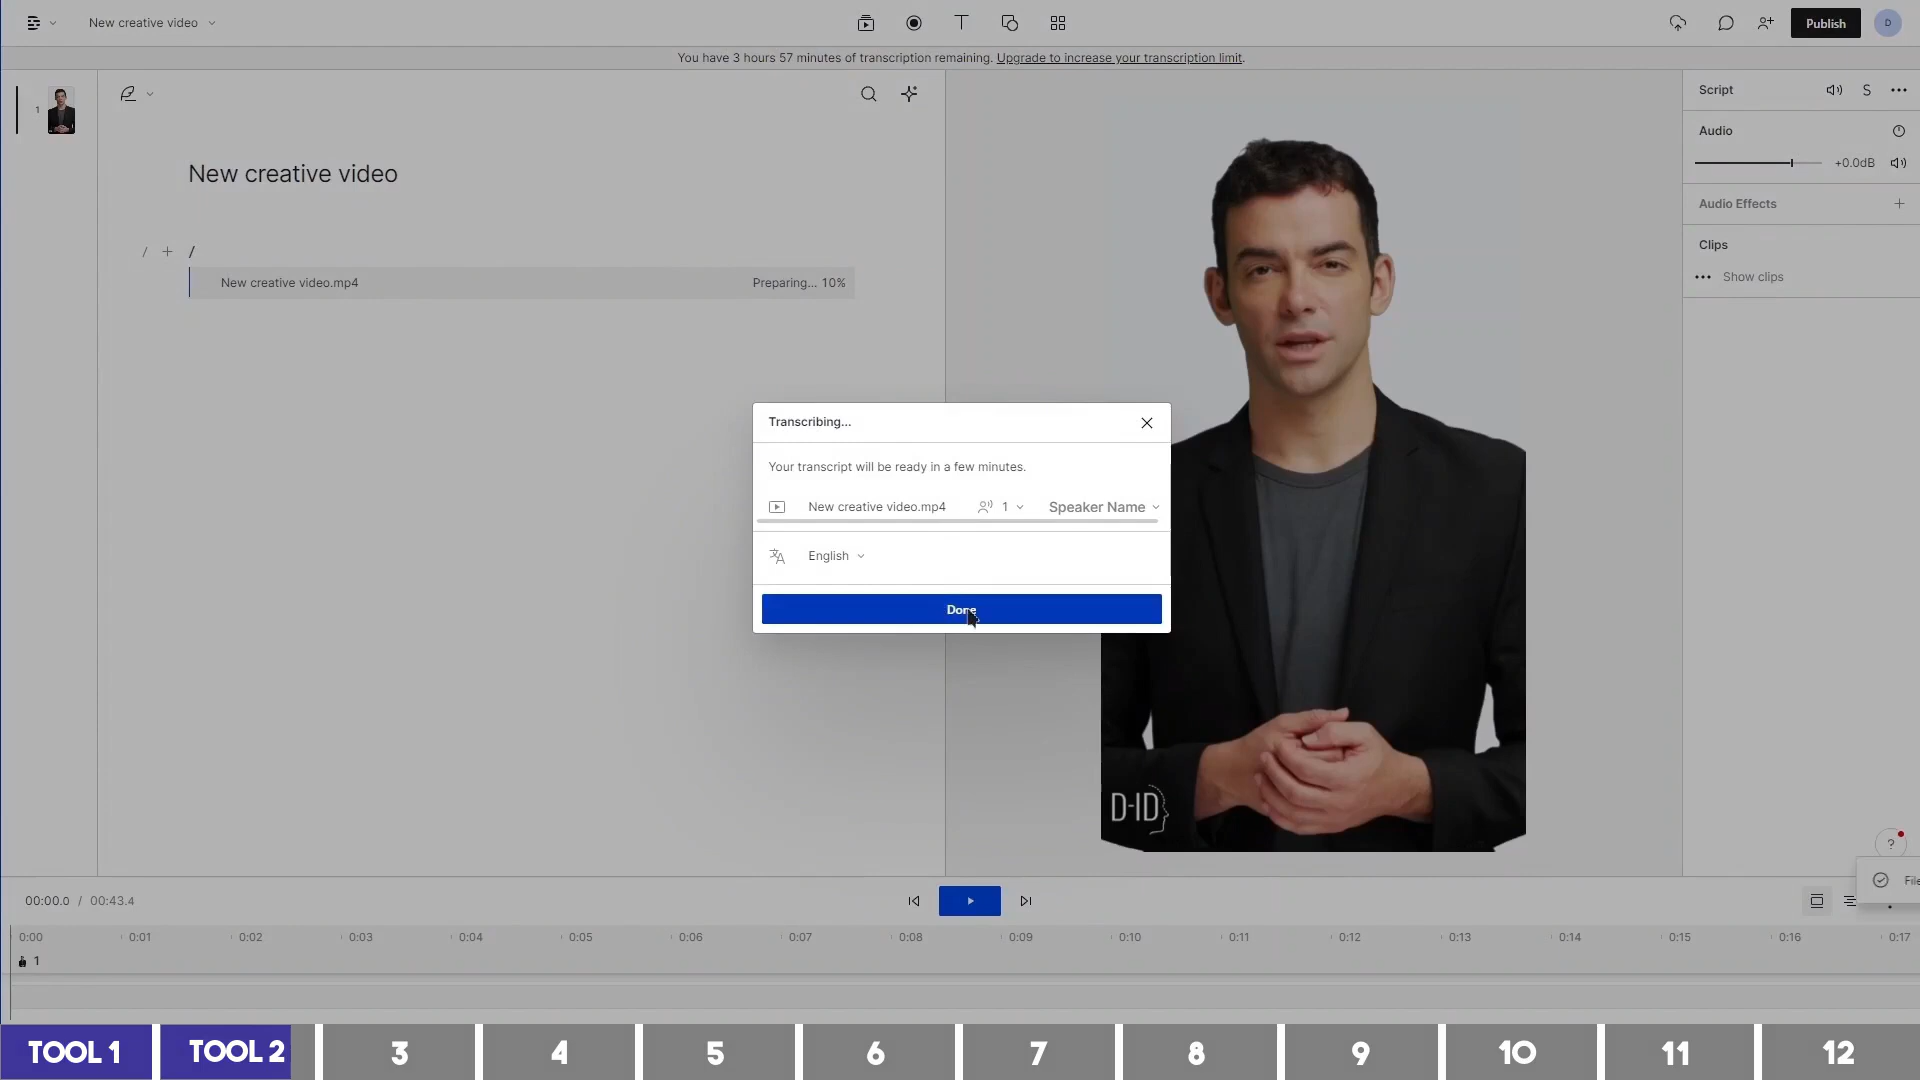 New creative video
Publish
D
You have 3 hours 57 minutes of transcription remaining. Upgrade to increase your transcription limit.
1
New creative video
/ + /
New creative video.mp4 Preparing... 10%
Script S
Audio
+0.0dB
Audio Effects
Clips
Show clips
Transcribing...
Your transcript will be ready in a few minutes.
New creative video.mp4 1 Speaker Name
English
Done
D-ID
?
File
00:00.0 / 00:43.4
0:00 0:01 0:02 0:03 0:04 0:05 0:06 0:07 0:08 0:09 0:10 0:11 0:12 0:13 0:14 0:15 0:16 0:17
1
TOOL 1 TOOL 2 3 4 5 6 7 8 9 10 11 12